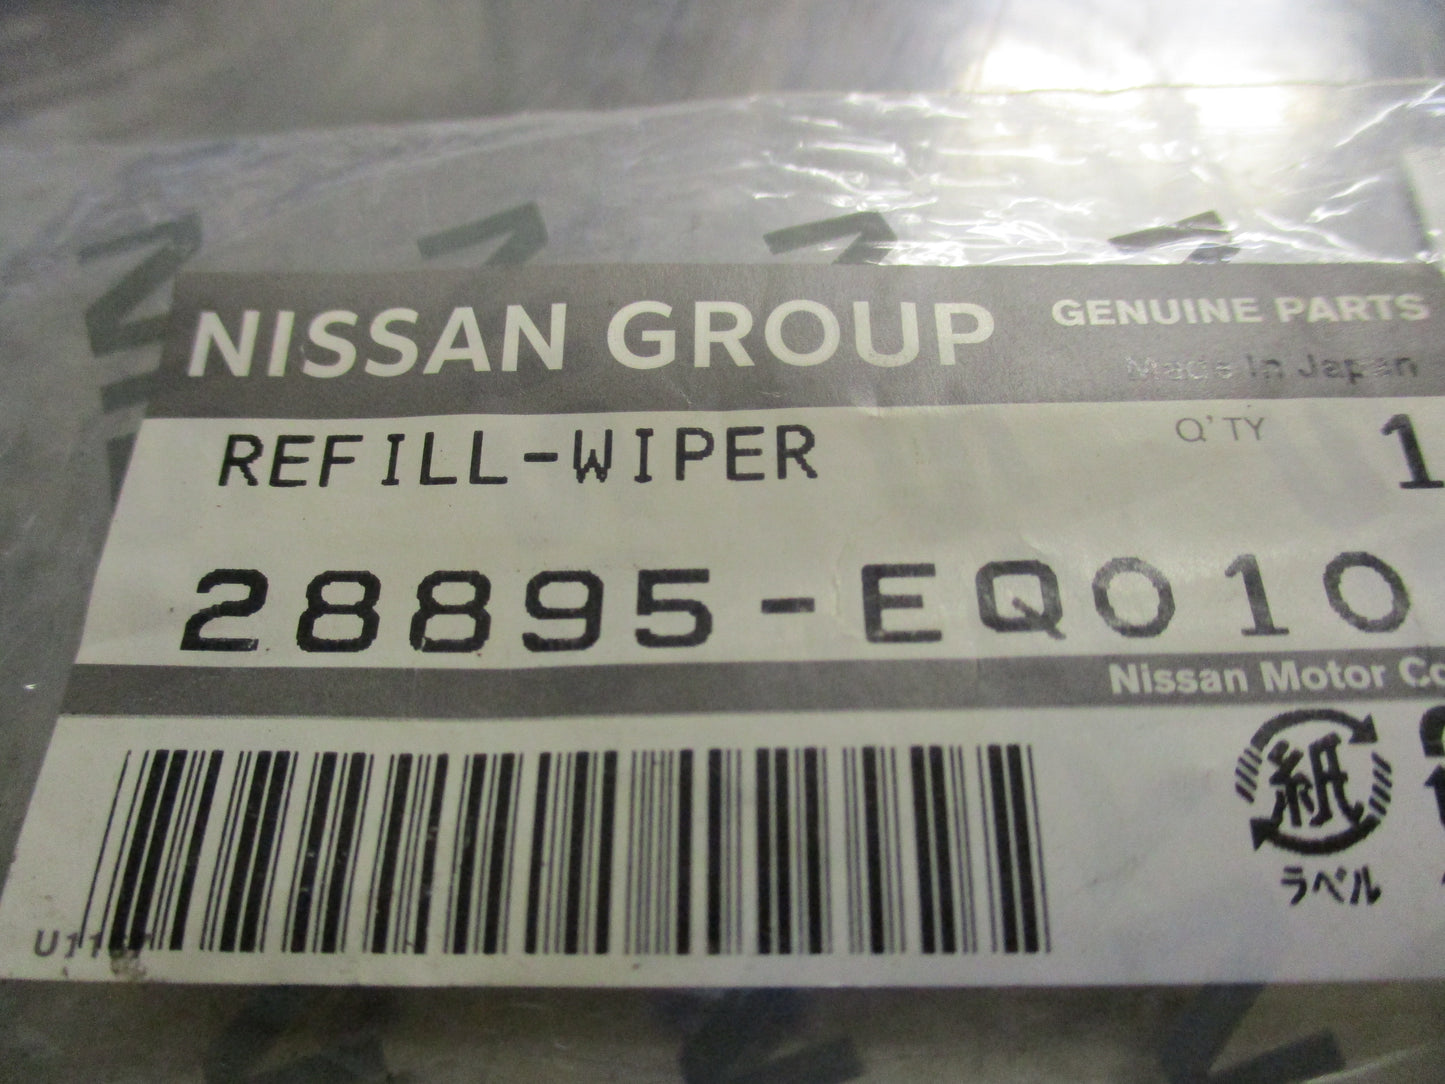 NISSAN GROUP GENUINE PARTS
Made In Japan
REFILL-WIPER Q'TY 1
28895-EQ010
Nissan Motor Co
紙
ラベル